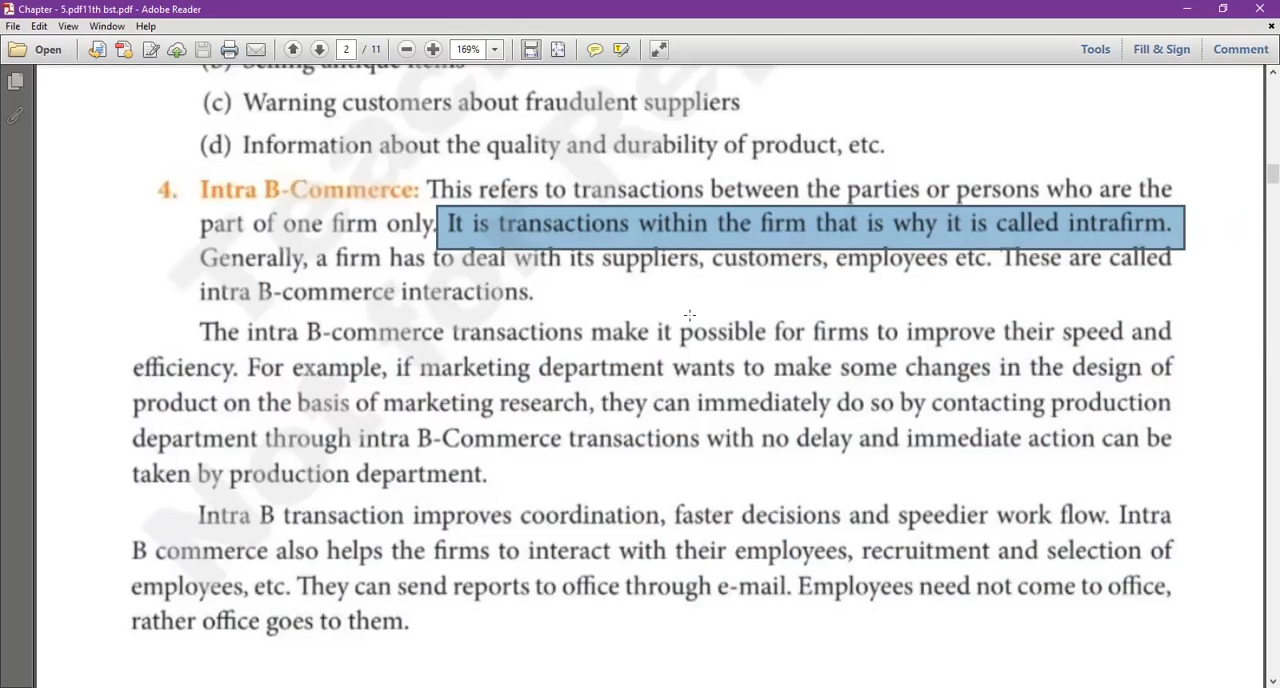 Chapter - 5.pdf11th bst.pdf - Adobe Reader
File Edit View Window Help
Open 2 / 11 169% Tools Fill & Sign Comment
(b) Selling antique items
(c) Warning customers about fraudulent suppliers
(d) Information about the quality and durability of product, etc.
4. Intra B-Commerce: This refers to transactions between the parties or persons who are the
part of one firm only. It is transactions within the firm that is why it is called intrafirm.
Generally, a firm has to deal with its suppliers, customers, employees etc. These are called
intra B-commerce interactions.
The intra B-commerce transactions make it possible for firms to improve their speed and
efficiency. For example, if marketing department wants to make some changes in the design of
product on the basis of marketing research, they can immediately do so by contacting production
department through intra B-Commerce transactions with no delay and immediate action can be
taken by production department.
Intra B transaction improves coordination, faster decisions and speedier work flow. Intra
B commerce also helps the firms to interact with their employees, recruitment and selection of
employees, etc. They can send reports to office through e-mail. Employees need not come to office,
rather office goes to them.